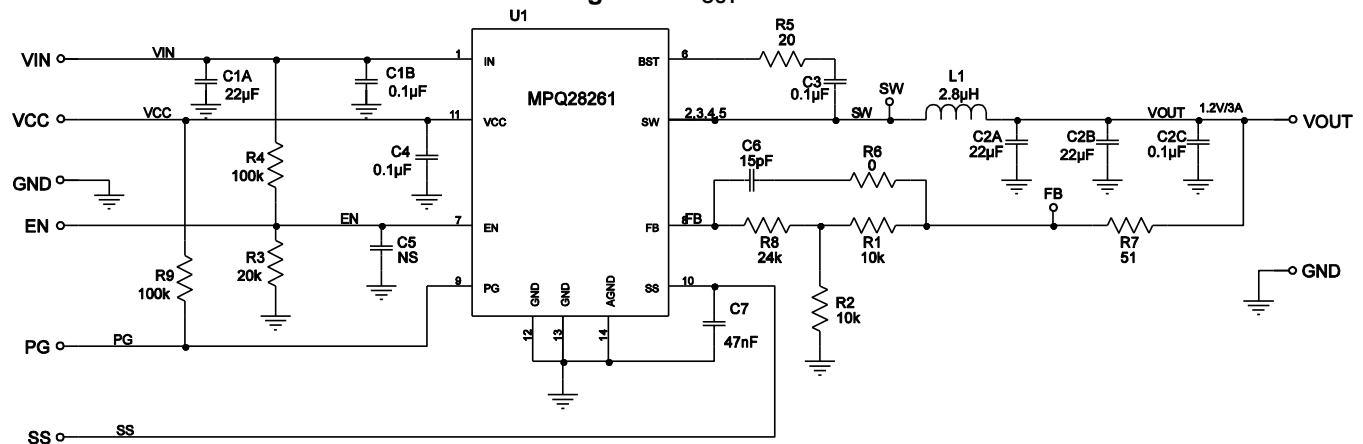 U1
MPQ28261
VIN
VIN
C1A
22µF
C1B
0.1µF
1
IN
VCC
VCC
11
VCC
C4
0.1µF
R4
100k
GND
EN
EN
7
EN
C5
NS
R3
20k
R9
100k
9
PG
PG
PG
SS
SS
GND
GND
AGND
12
13
14
BST
6
R5
20
C3
0.1µF
SW
2,3,4,5
SW
SW
L1
2.8µH
VOUT
1.2V/3A
VOUT
C2A
22µF
C2B
22µF
C2C
0.1µF
C6
15pF
R6
0
FB
8
FB
R8
24k
R1
10k
FB
R7
51
R2
10k
SS
10
C7
47nF
GND